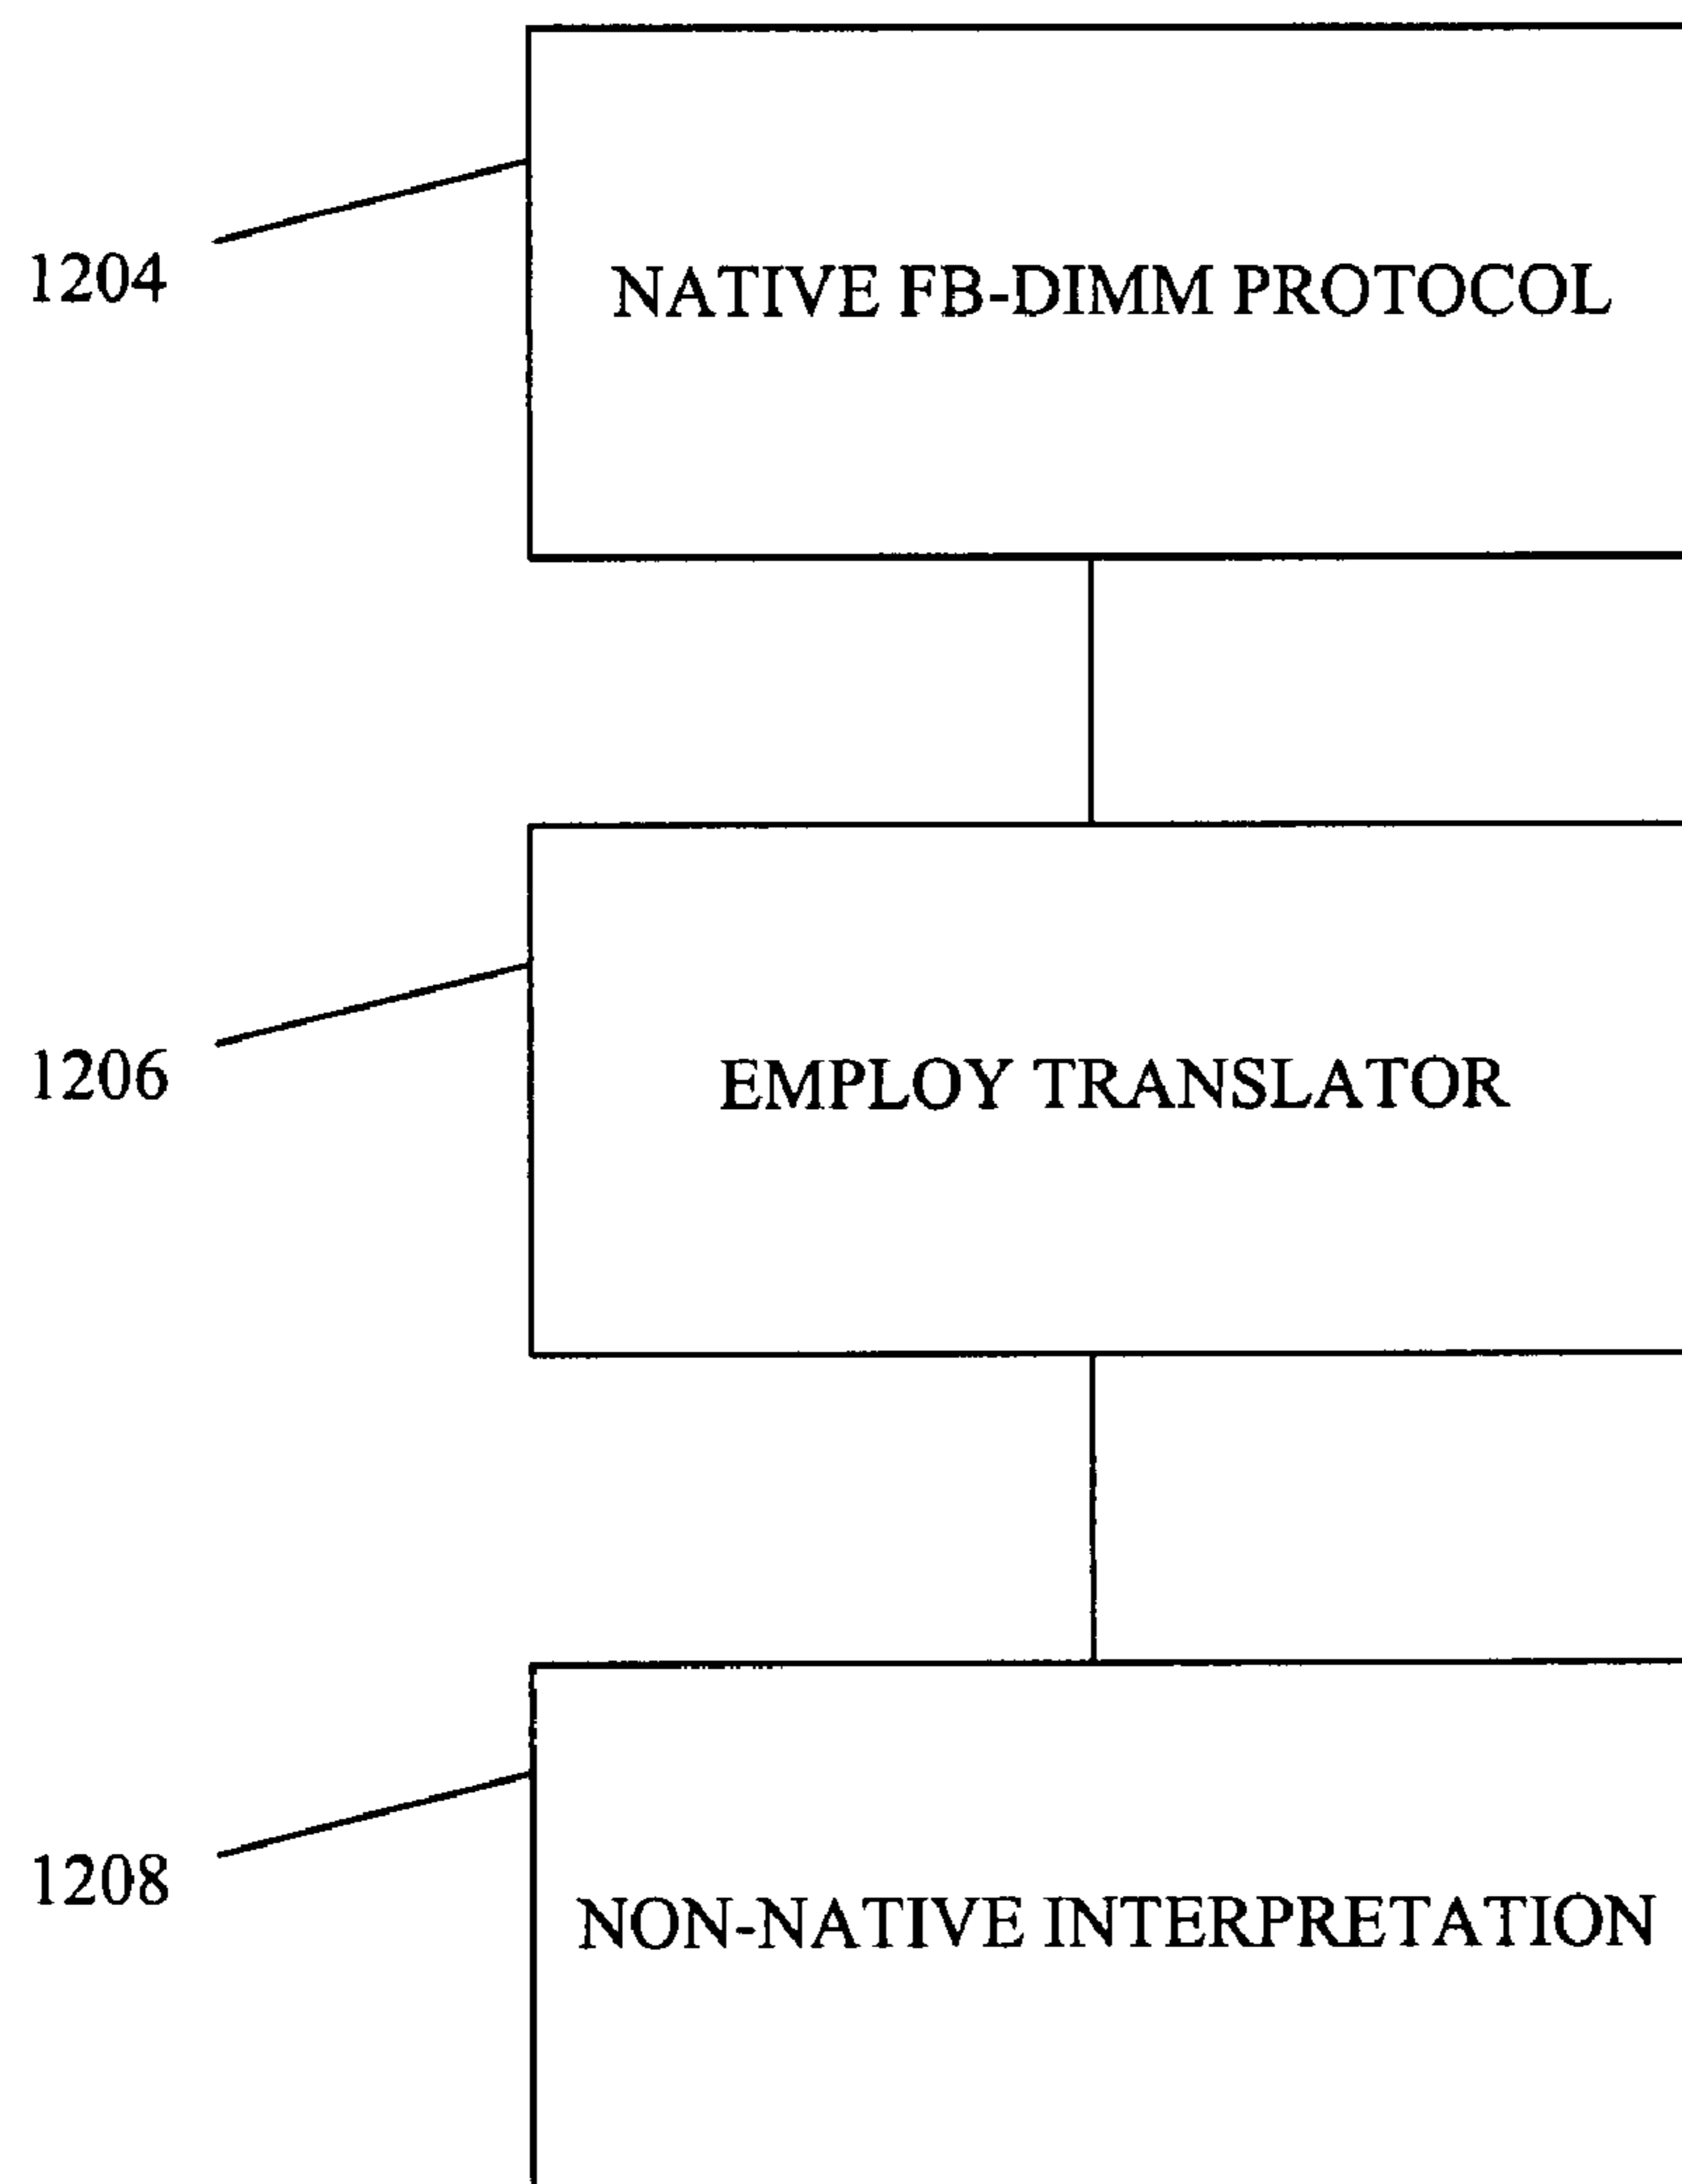 1204
NATIVE FB-DIMM PROTOCOL
1206
EMPLOY TRANSLATOR
1208
NON-NATIVE INTERPRETATION